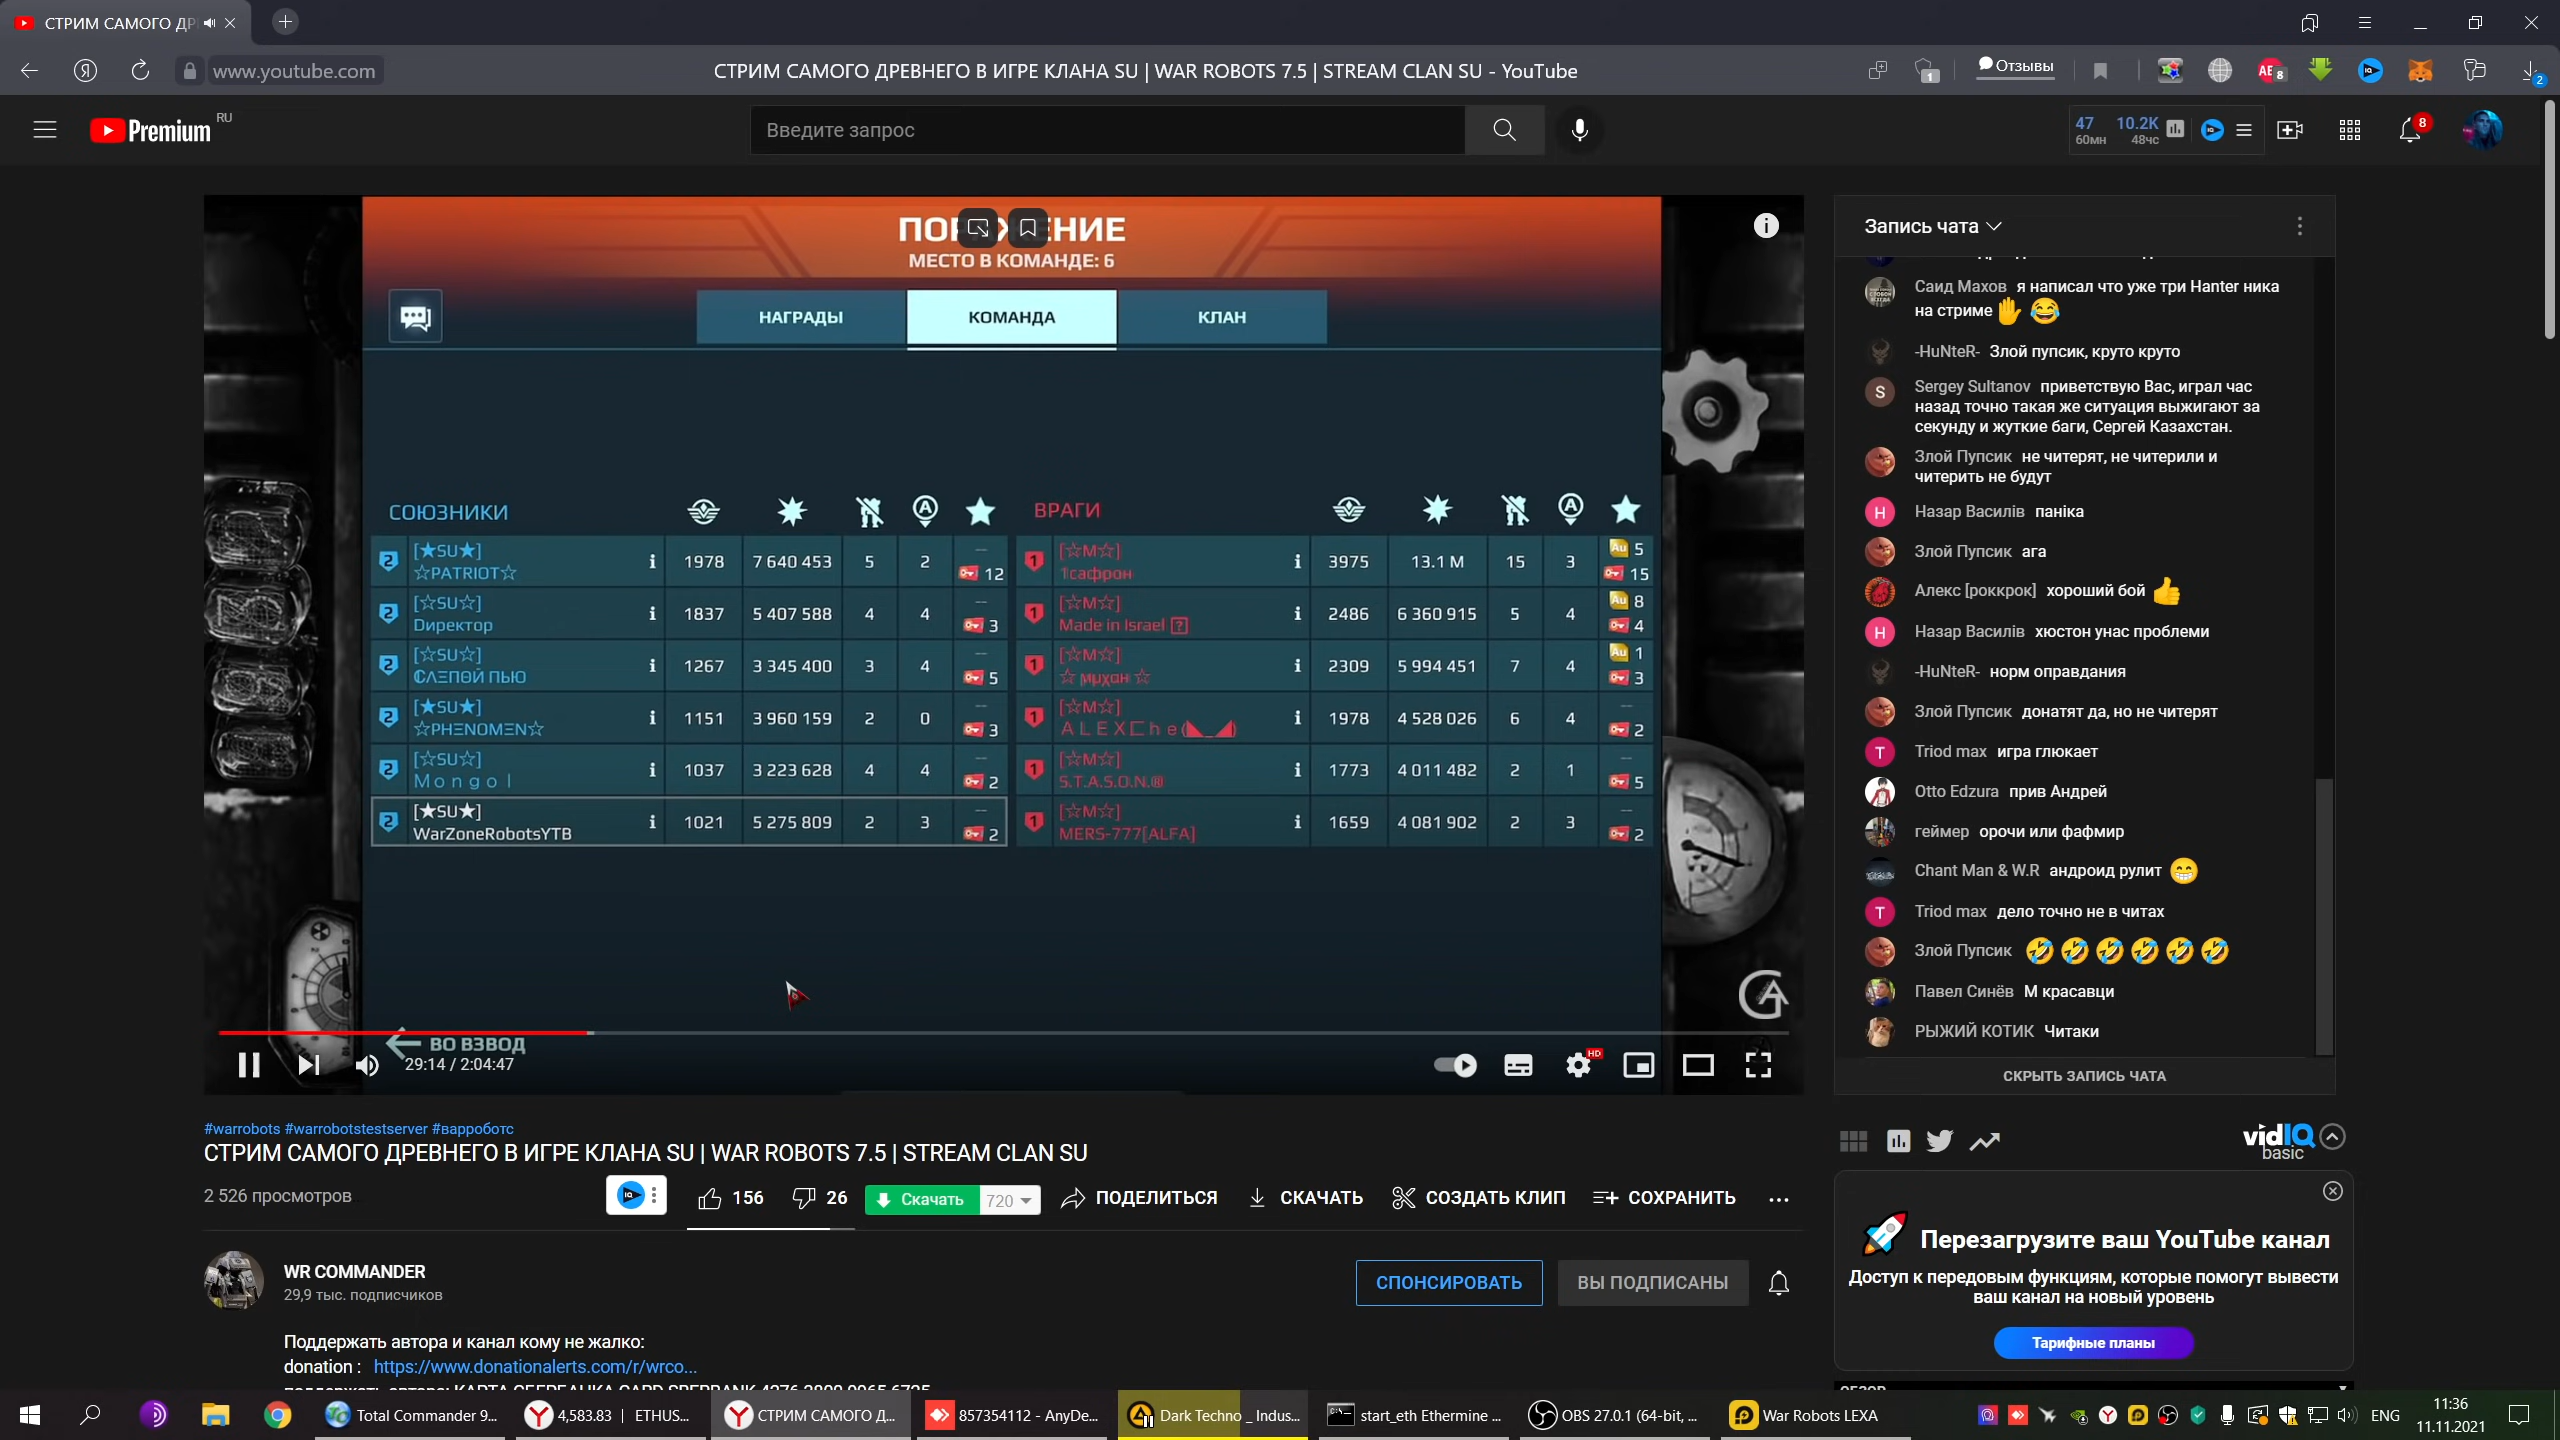 СТРИМ САМОГО ДР
www.youtube.com
СТРИМ САМОГО ДРЕВНЕГО В ИГРЕ КЛАНА SU | WAR ROBOTS 7.5 | STREAM CLAN SU - YouTube
1
Отзывы
8
2
Premium RU
Введите запрос
47 60мн
10.2K 48чс
8
МЕСТО В КОМАНДЕ: 6
НАГРАДЫ КОМАНДА КЛАН
СОЮЗНИКИ
[★SU★] ☆PATRIOT☆ 1978 7 640 453 5 2 -- 12
[☆SU☆] Dиректор 1837 5 407 588 4 4 -- 3
[☆SU☆] СΛΞПӨЙ ПЬЮ 1267 3 345 400 3 4 -- 5
[★SU★] ☆PHΞNOMΞN☆ 1151 3 960 159 2 0 -- 3
[☆SU☆] M o n g o l 1037 3 223 628 4 4 -- 2
[★SU★] WarZoneRobotsYTB 1021 5 275 809 2 3 -- 2
ВРАГИ
[☆M☆] 1сафрон 3975 13.1 M 15 3 Au 5 15
[☆M☆] Made in Israel 2486 6 360 915 5 4 Au 8 4
[☆M☆] 2309 5 994 451 7 4 Au 1 3
[☆M☆] 1978 4 528 026 6 4 -- 2
[☆M☆] S.T.A.S.O.N.® 1773 4 011 482 2 1 -- 5
[☆M☆] MERS-777[ALFA] 1659 4 081 902 2 3 -- 2
ВО ВЗВОД
29:14 / 2:04:47
HD
Запись чата
Саид Махов я написал что уже три Hanter ника
на стриме ✋ 😂
-HuNteR- Злой пупсик, круто круто
Sergey Sultanov приветствую Вас, играл час
назад точно такая же ситуация выжигают за
секунду и жуткие баги, Сергей Казахстан.
Злой Пупсик не читерят, не читерили и
читерить не будут
Назар Василів паніка
Злой Пупсик ага
Алекс [роккрок] хороший бой 👍
Назар Василів хюстон унас проблеми
-HuNteR- норм оправдания
Злой Пупсик донатят да, но не читерят
Triod max игра глюкает
Otto Edzura прив Андрей
геймер орочи или фафмир
Chant Man & W.R андроид рулит 😁
Triod max дело точно не в читах
Злой Пупсик 🤣🤣🤣🤣🤣🤣
Павел Синёв М красавци
РЫЖИЙ КОТИК Читаки
СКРЫТЬ ЗАПИСЬ ЧАТА
#warrobots #warrobotstestserver #варроботс
СТРИМ САМОГО ДРЕВНЕГО В ИГРЕ КЛАНА SU | WAR ROBOTS 7.5 | STREAM CLAN SU
2 526 просмотров
156 26 Скачать 720 ПОДЕЛИТЬСЯ СКАЧАТЬ СОЗДАТЬ КЛИП СОХРАНИТЬ ...
WR COMMANDER
29,9 тыс. подписчиков
СПОНСИРОВАТЬ ВЫ ПОДПИСАНЫ
Поддержать автора и канал кому не жалко:
donation : https://www.donationalerts.com/r/wrco...
vidIQ
basic
Перезагрузите ваш YouTube канал
Доступ к передовым функциям, которые помогут вывести
ваш канал на новый уровень
Тарифные планы
Total Commander 9...
4,583.83 | ETHUS...
СТРИМ САМОГО Д...
857354112 - AnyDe...
Dark Techno _ Indus...
start_eth Ethermine ...
OBS 27.0.1 (64-bit, ...
War Robots LEXA
ENG
11:36
11.11.2021